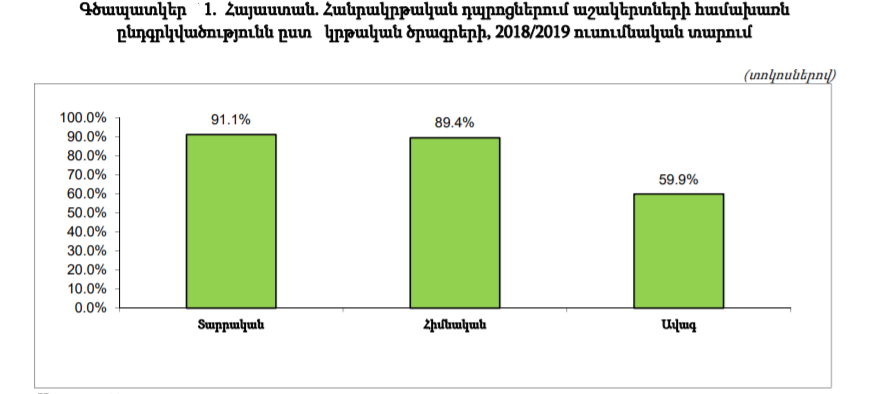 Գծապատկեր 1. Հայաստան. Հանրակրթական դպրոցներում աշակերտների համախառն
ընդգրկվածությունն ըստ կրթական ծրագրերի, 2018/2019 ուսումնական տարում
(տոկոսներով)
100.0%
90.0%
80.0%
70.0%
60.0%
50.0%
40.0%
30.0%
20.0%
10.0%
0.0%
91.1%
89.4%
59.9%
Տարրական
Հիմնական
Ավագ